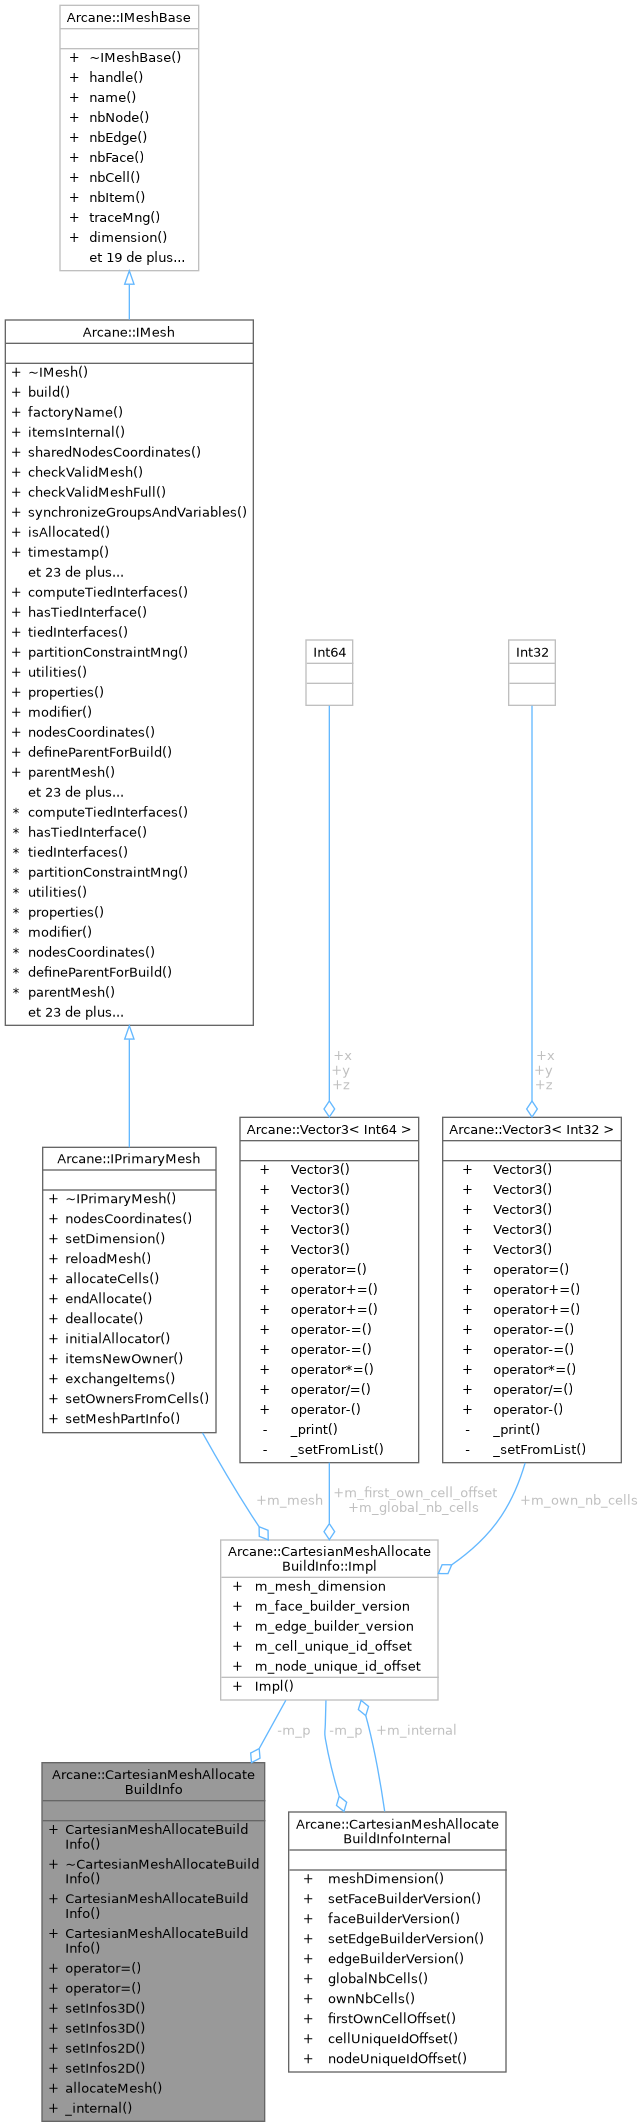 Arcane::IMeshBase
+ ~IMeshBase()
+ handle()
+ name()
+ nbNode()
+ nbEdge()
+ nbFace()
+ nbCell()
+ nbItem()
+ traceMng()
+ dimension()
et 19 de plus...
Arcane::IMesh
+ ~IMesh()
+ build()
+ factoryName()
+ itemsInternal()
+ sharedNodesCoordinates()
+ checkValidMesh()
+ checkValidMeshFull()
+ synchronizeGroupsAndVariables()
+ isAllocated()
+ timestamp()
et 23 de plus...
+ computeTiedInterfaces()
+ hasTiedInterface()
+ tiedInterfaces()
+ partitionConstraintMng()
+ utilities()
+ properties()
+ modifier()
+ nodesCoordinates()
+ defineParentForBuild()
+ parentMesh()
et 23 de plus...
* computeTiedInterfaces()
* hasTiedInterface()
* tiedInterfaces()
* partitionConstraintMng()
* utilities()
* properties()
* modifier()
* nodesCoordinates()
* defineParentForBuild()
* parentMesh()
et 23 de plus...
Int64
Int32
+x
+y
+z
+x
+y
+z
Arcane::IPrimaryMesh
+ ~IPrimaryMesh()
+ nodesCoordinates()
+ setDimension()
+ reloadMesh()
+ allocateCells()
+ endAllocate()
+ deallocate()
+ initialAllocator()
+ itemsNewOwner()
+ exchangeItems()
+ setOwnersFromCells()
+ setMeshPartInfo()
Arcane::Vector3< Int64 >
+ Vector3()
+ Vector3()
+ Vector3()
+ Vector3()
+ Vector3()
+ operator=()
+ operator+=()
+ operator+=()
+ operator-=()
+ operator-=()
+ operator*=()
+ operator/=()
+ operator-()
- _print()
- _setFromList()
Arcane::Vector3< Int32 >
+ Vector3()
+ Vector3()
+ Vector3()
+ Vector3()
+ Vector3()
+ operator=()
+ operator+=()
+ operator+=()
+ operator-=()
+ operator-=()
+ operator*=()
+ operator/=()
+ operator-()
- _print()
- _setFromList()
+m_mesh
+m_first_own_cell_offset
+m_global_nb_cells
+m_own_nb_cells
Arcane::CartesianMeshAllocate
BuildInfo::Impl
+ m_mesh_dimension
+ m_face_builder_version
+ m_edge_builder_version
+ m_cell_unique_id_offset
+ m_node_unique_id_offset
+ Impl()
-m_p
-m_p
+m_internal
Arcane::CartesianMeshAllocate
BuildInfo
+ CartesianMeshAllocateBuild
Info()
+ ~CartesianMeshAllocateBuild
Info()
+ CartesianMeshAllocateBuild
Info()
+ CartesianMeshAllocateBuild
Info()
+ operator=()
+ operator=()
+ setInfos3D()
+ setInfos3D()
+ setInfos2D()
+ setInfos2D()
+ allocateMesh()
+ _internal()
Arcane::CartesianMeshAllocate
BuildInfoInternal
+ meshDimension()
+ setFaceBuilderVersion()
+ faceBuilderVersion()
+ setEdgeBuilderVersion()
+ edgeBuilderVersion()
+ globalNbCells()
+ ownNbCells()
+ firstOwnCellOffset()
+ cellUniqueIdOffset()
+ nodeUniqueIdOffset()